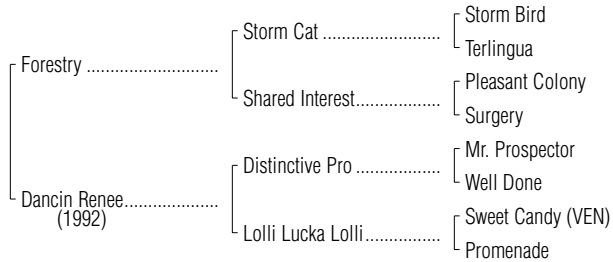 Storm Bird
Storm Cat ........................
Terlingua
Forestry ...........................
Pleasant Colony
Shared Interest.................
Surgery
Mr. Prospector
Distinctive Pro .................
Well Done
Dancin Renee...................
(1992)
Sweet Candy (VEN)
Lolli Lucka Lolli...............
Promenade